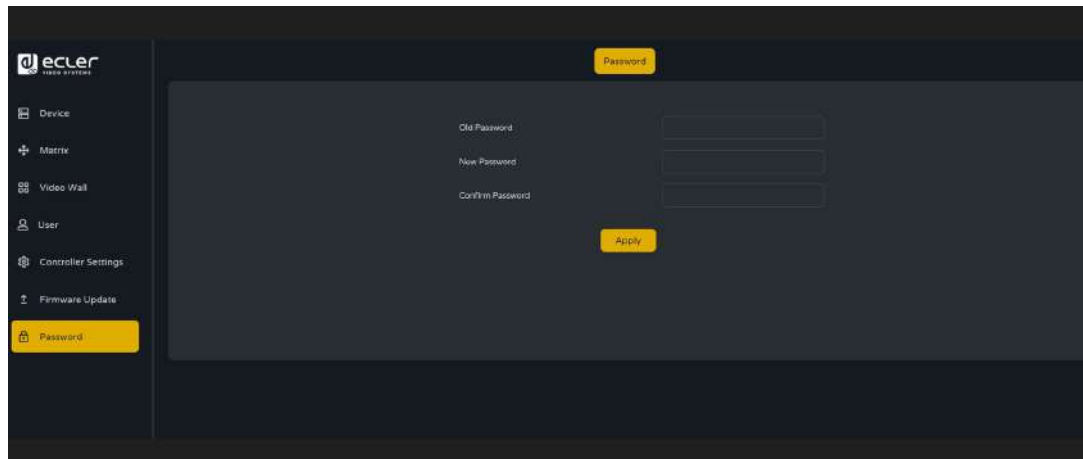 ecler
VIDEO SYSTEMS
Device
Matrix
Video Wall
User
Controller Settings
Firmware Update
Password
Password
Old Password
New Password
Confirm Password
Apply